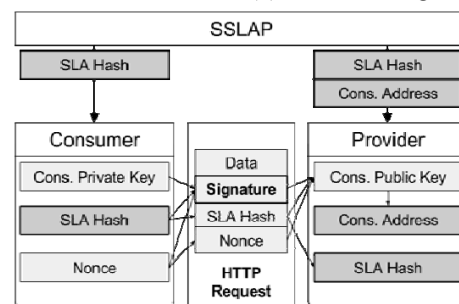 SSLAP
SLA Hash
SLA Hash
Cons. Address
Consumer
Provider
Cons. Private Key
SLA Hash
Nonce
Data
Signature
SLA Hash
Nonce
HTTP
Request
Cons. Public Key
Cons. Address
SLA Hash